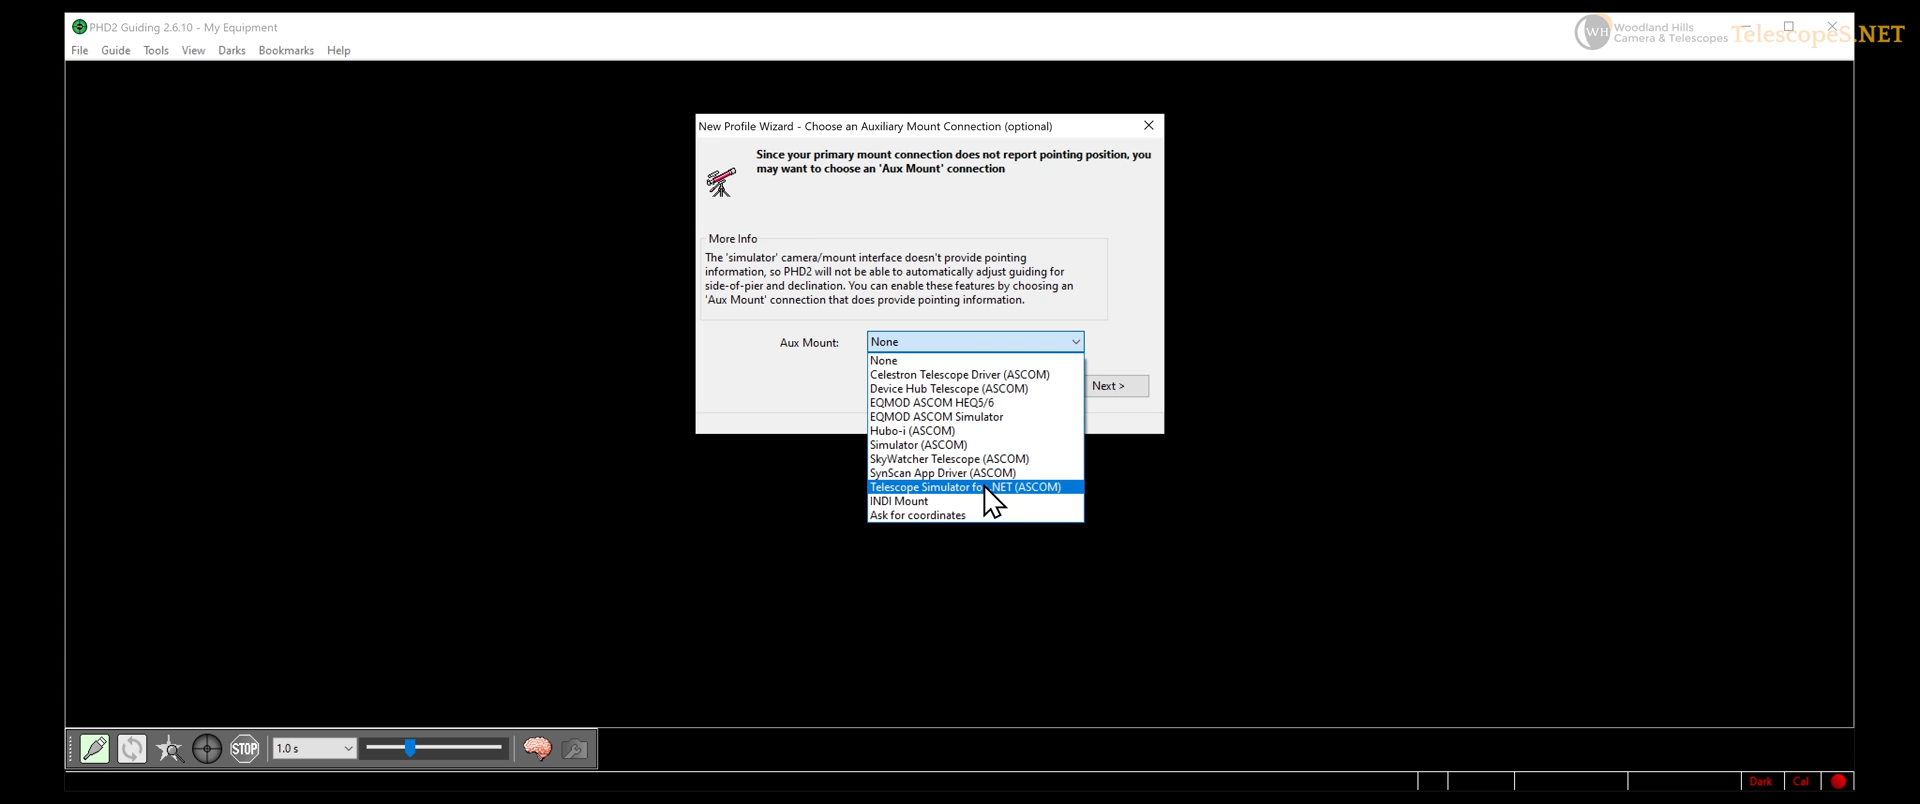 PHD2 Guiding 2.6.10 - My Equipment
WH Woodland Hills
Camera & Telescopes
TelescopeS.NET
File Guide Tools View Darks Bookmarks Help
New Profile Wizard - Choose an Auxiliary Mount Connection (optional)
Since your primary mount connection does not report pointing position, you
may want to choose an 'Aux Mount' connection
More Info
The 'simulator' camera/mount interface doesn't provide pointing
information, so PHD2 will not be able to automatically adjust guiding for
side-of-pier and declination. You can enable these features by choosing an
'Aux Mount' connection that does provide pointing information.
Aux Mount: None
None
Celestron Telescope Driver (ASCOM)
Device Hub Telescope (ASCOM)
Next >
EQMOD ASCOM HEQ5/6
EQMOD ASCOM Simulator
Hubo-i (ASCOM)
Simulator (ASCOM)
SkyWatcher Telescope (ASCOM)
SynScan App Driver (ASCOM)
Telescope Simulator fo NET (ASCOM)
INDI Mount
Ask for coordinates
STOP 1.0 s
Dark Cal